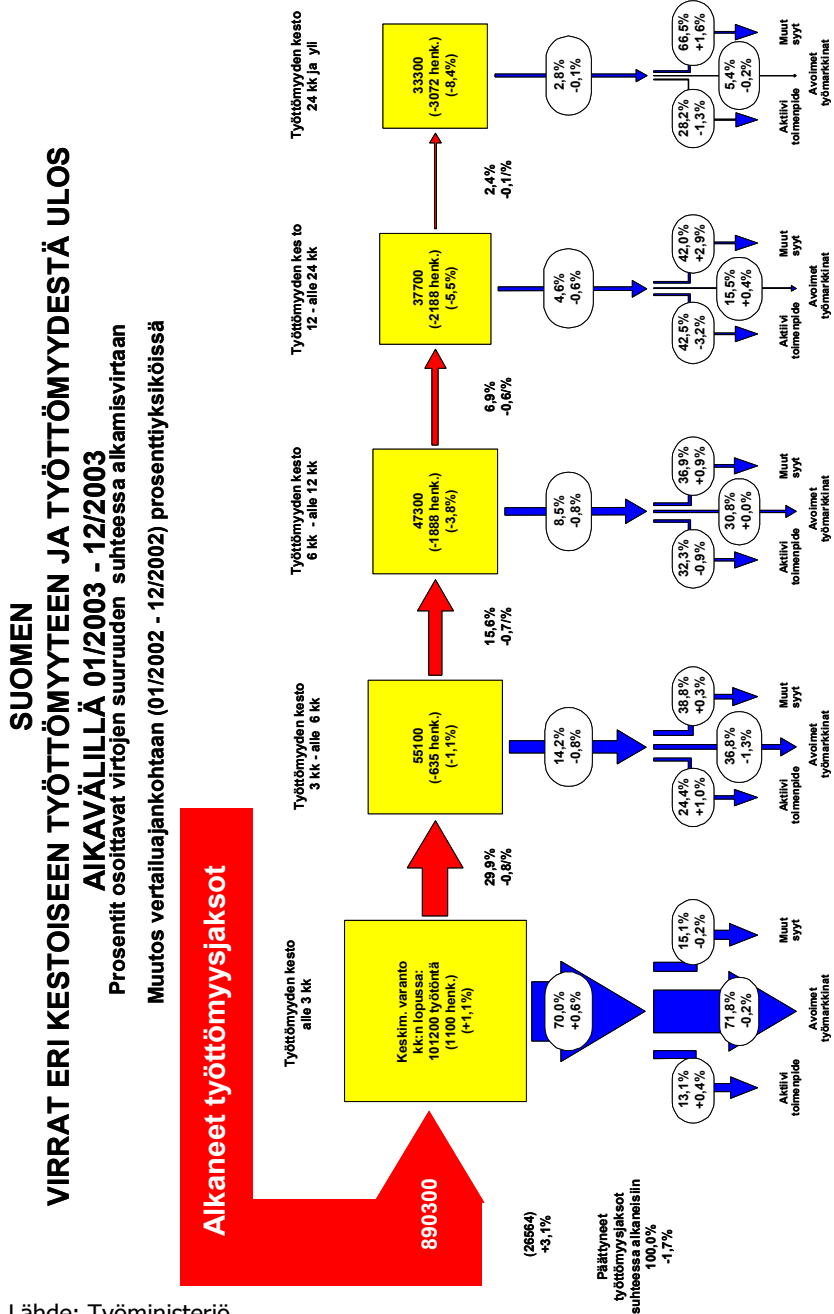 SUOMEN
VIRRAT ERI KESTOISEEN TYÖTTÖMYYTEEN JA TYÖTTÖMYYDESTÄ ULOS
AIKAVÄLILLÄ 01/2003 - 12/2003
Prosentit osoittavat virtojen suuruuden suhteessa alkamisvirtaan
Muutos vertailuajankohtaan (01/2002 - 12/2002) prosenttiyksiköissä
Alkaneet työttömyysjaksot
890300
(26564)
+3,1%
Päättyneet
työttömyysjaksot
suhteessa alkaneisiin
100,0%
-1,7%
Työttömyyden kesto
alle 3 kk
Keskim. varanto
kk:n lopussa:
101200 työtöntä
(1100 henk.)
(+1,1%)
70,0%
+0,6%
13,1%
+0,4%
71,8%
-0,2%
15,1%
-0,2%
Aktiivi
toimenpide
Avoimet
työmarkkinat
Muut
syyt
29,9%
-0,8/%
Työttömyyden kesto
3 kk - alle 6 kk
55100
(-635 henk.)
(-1,1%)
14,2%
-0,8%
24,4%
+1,0%
36,8%
-1,3%
38,8%
+0,3%
Aktiivi
toimenpide
Avoimet
työmarkkinat
Muut
syyt
15,6%
-0,7/%
Työttömyyden kesto
6 kk - alle 12 kk
47300
(-1888 henk.)
(-3,8%)
8,5%
-0,8%
32,3%
-0,9%
30,8%
+0,0%
36,9%
+0,9%
Aktiivi
toimenpide
Avoimet
työmarkkinat
Muut
syyt
6,9%
-0,6/%
Työttömyyden kes to
12 - alle 24 kk
37700
(-2188 henk.)
(-5,5%)
4,6%
-0,6%
42,5%
-3,2%
15,5%
+0,4%
42,0%
+2,9%
Aktiivi
toimenpide
Avoimet
työmarkkinat
Muut
syyt
2,4%
-0,1/%
Työttömyyden kesto
24 kk ja yli
33300
(-3072 henk.)
(-8,4%)
2,8%
-0,1%
28,2%
-1,3%
5,4%
-0,2%
66,5%
+1,6%
Aktiivi
toimenpide
Avoimet
työmarkkinat
Muut
syyt
Lähde: Työministeriö